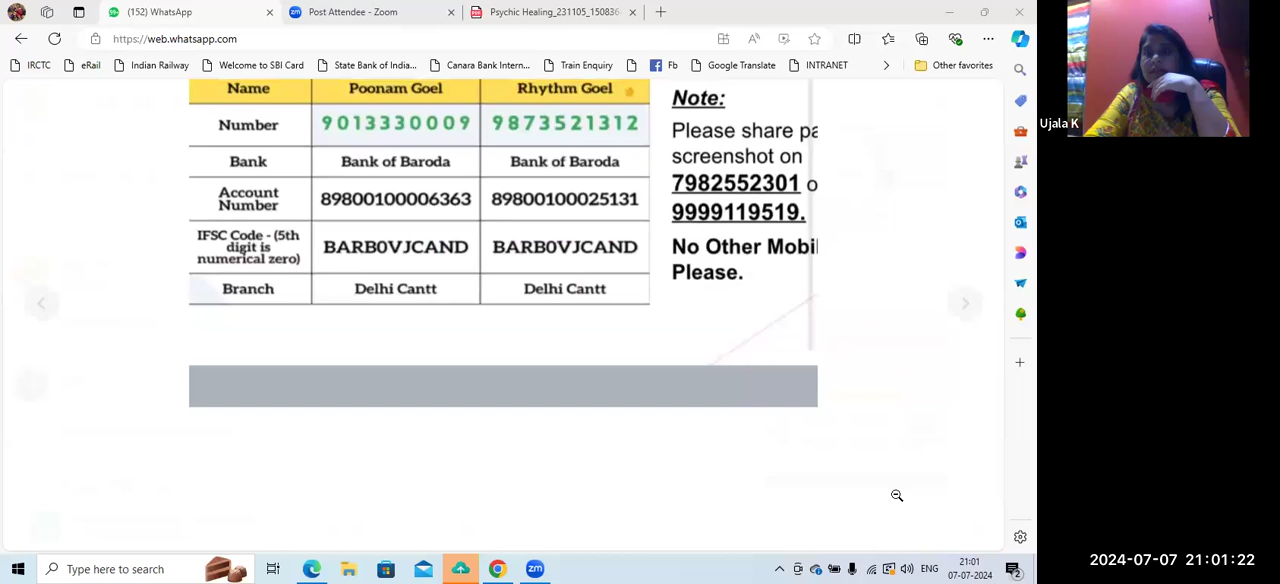 (152) WhatsApp
Post Attendee - Zoom
Psychic Healing_231105_15083
https://web.whatsapp.com
IRCTC
eRail
Indian Railway
Welcome to SBI Card
State Bank of India...
Canara Bank Intern...
Train Enquiry
Fb
Google Translate
INTRANET
Other favorites
Name Poonam Goel Rhythm Goel
Number 9013330009 9873521312
Bank Bank of Baroda Bank of Baroda
Account
Number 89800100006363 89800100025131
IFSC Code - (5th
digit is
numerical zero) BARB0VJCAND BARB0VJCAND
Branch Delhi Cantt Delhi Cantt
Note:
Please share pa
screenshot on
7982552301 o
9999119519.
No Other Mobil
Please.
Ujala K
Type here to search
ENG
21:01
07-07-2024
2
2024-07-07 21:01:22